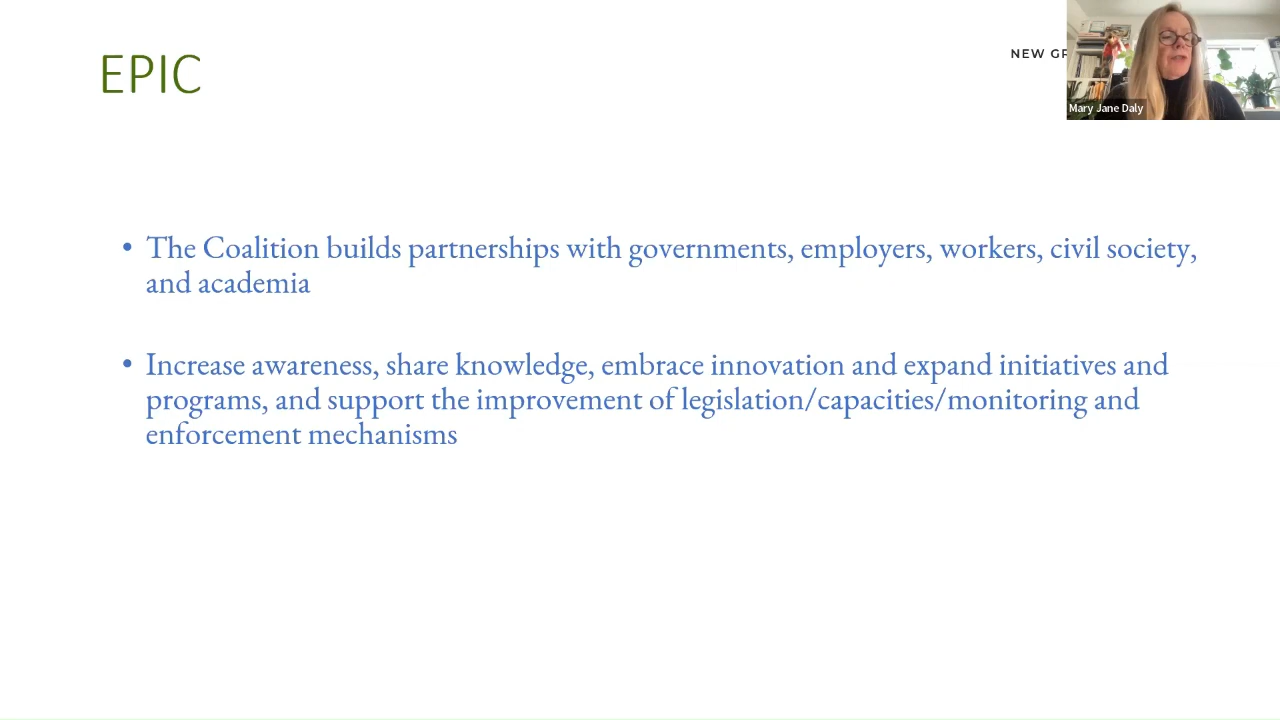 EPIC
NEW
Mary Jane Daly
• The Coalition builds partnerships with governments, employers, workers, civil society,
and academia
• Increase awareness, share knowledge, embrace innovation and expand initiatives and
programs, and support the improvement of legislation/capacities/monitoring and
enforcement mechanisms